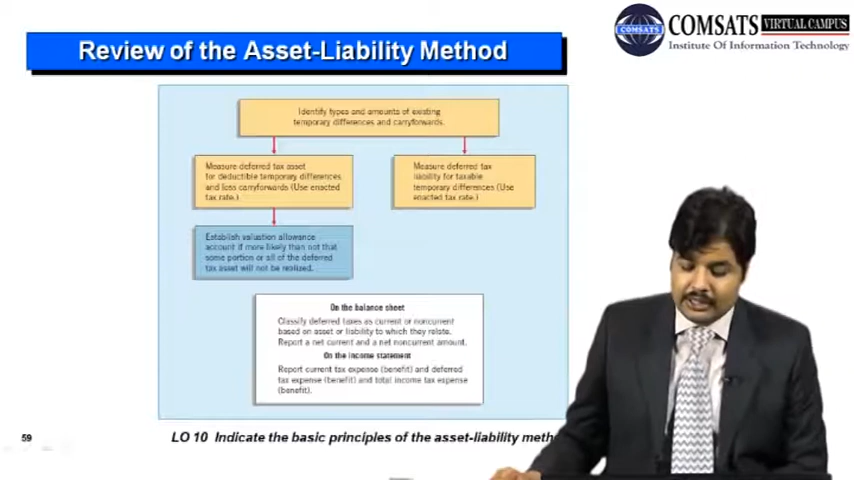 COMSATS VIRTUAL CAMPUS
Institute Of Information Technology
COMSATS
Review of the Asset-Liability Method
Identify types and amounts of existing
temporary differences and carryforwards.
Measure deferred tax asset
for deductible temporary differences
and loss carryforwards (Use enacted
tax rate.)
Measure deferred tax
liability for taxable
temporary differences (Use
enacted tax rate.)
Establish valuation allowance
account if more likely than not that
some portion or all of the deferred
tax asset will not be realized.
On the balance sheet
Classify deferred taxes as current or noncurrent
based on asset or liability to which they relate.
Report a net current and a net noncurrent amount.
On the income statement
Report current tax expense (benefit) and deferred
tax expense (benefit) and total income tax expense
(benefit).
59
LO 10 Indicate the basic principles of the asset-liability meth